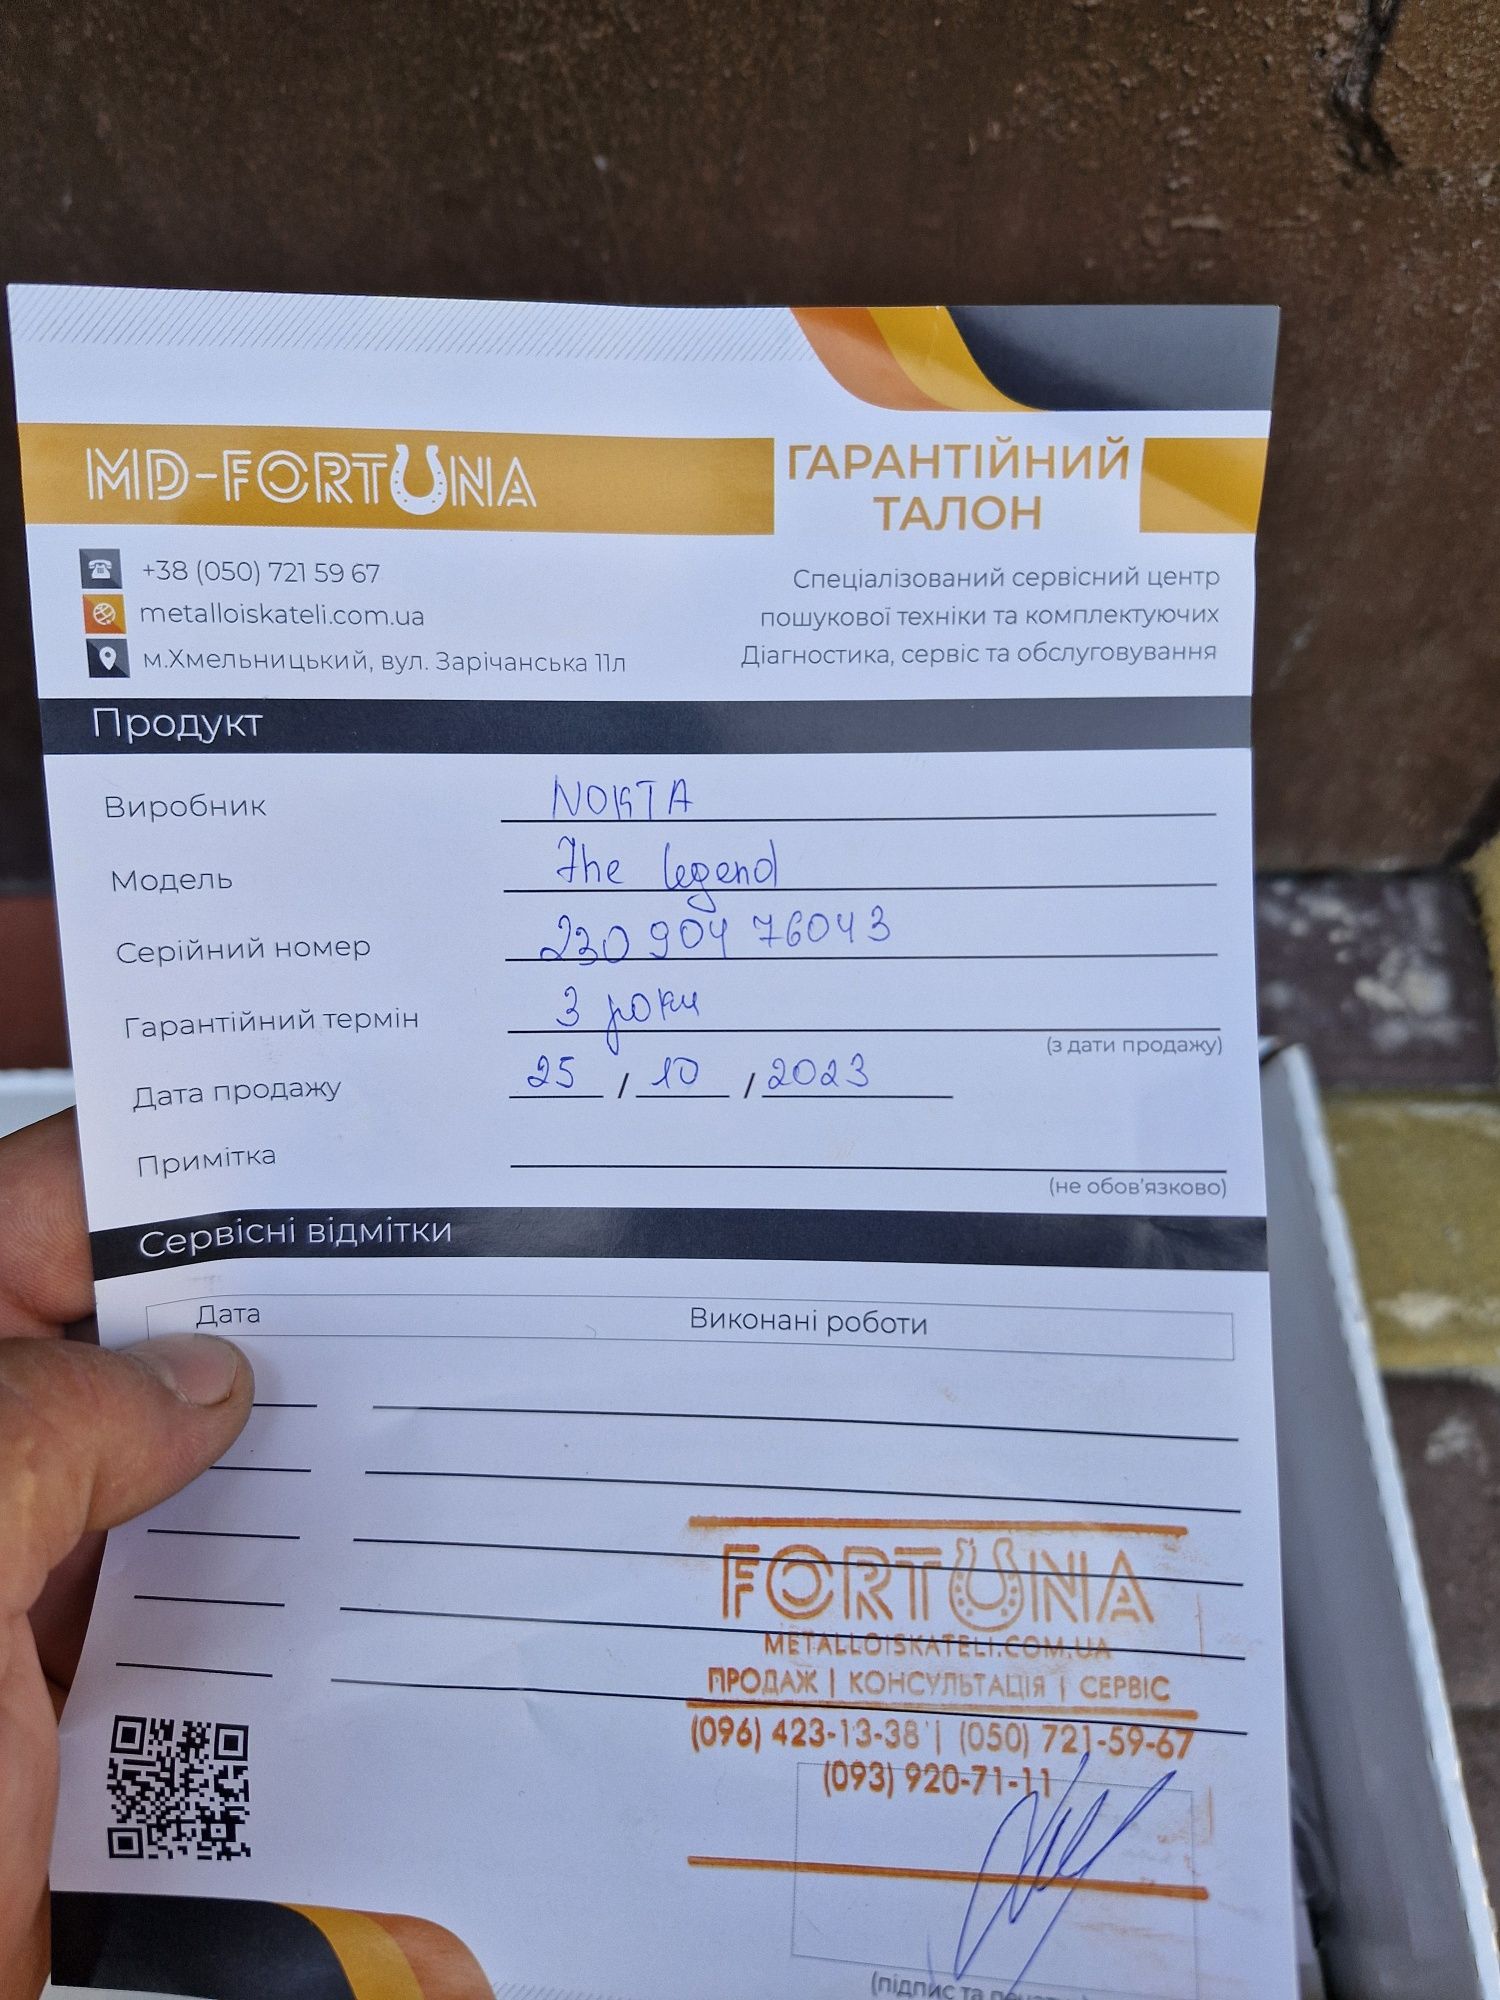 MD-FORTUNA
ГАРАНТІЙНИЙ
ТАЛОН
+38 (050) 721 59 67
metalloiskateli.com.ua
м.Хмельницький, вул. Зарічанська 11л
Спеціалізований сервісний центр
пошукової техніки та комплектуючих
Діагностика, сервіс та обслуговування
Продукт
Виробник NOKTA
Модель The legend
Серійний номер 230904 76043
Гарантійний термін 3 роки
(з дати продажу)
Дата продажу 25 / 10 / 2023
Примітка
(не обов'язково)
Сервісні відмітки
Дата Виконані роботи
FORTUNA
METALLOISKATELI.COM.UA
ПРОДАЖ | КОНСУЛЬТАЦІЯ | СЕРВІС
(096) 423-13-38 | (050) 721-59-67
(093) 920-71-11
(підпис та